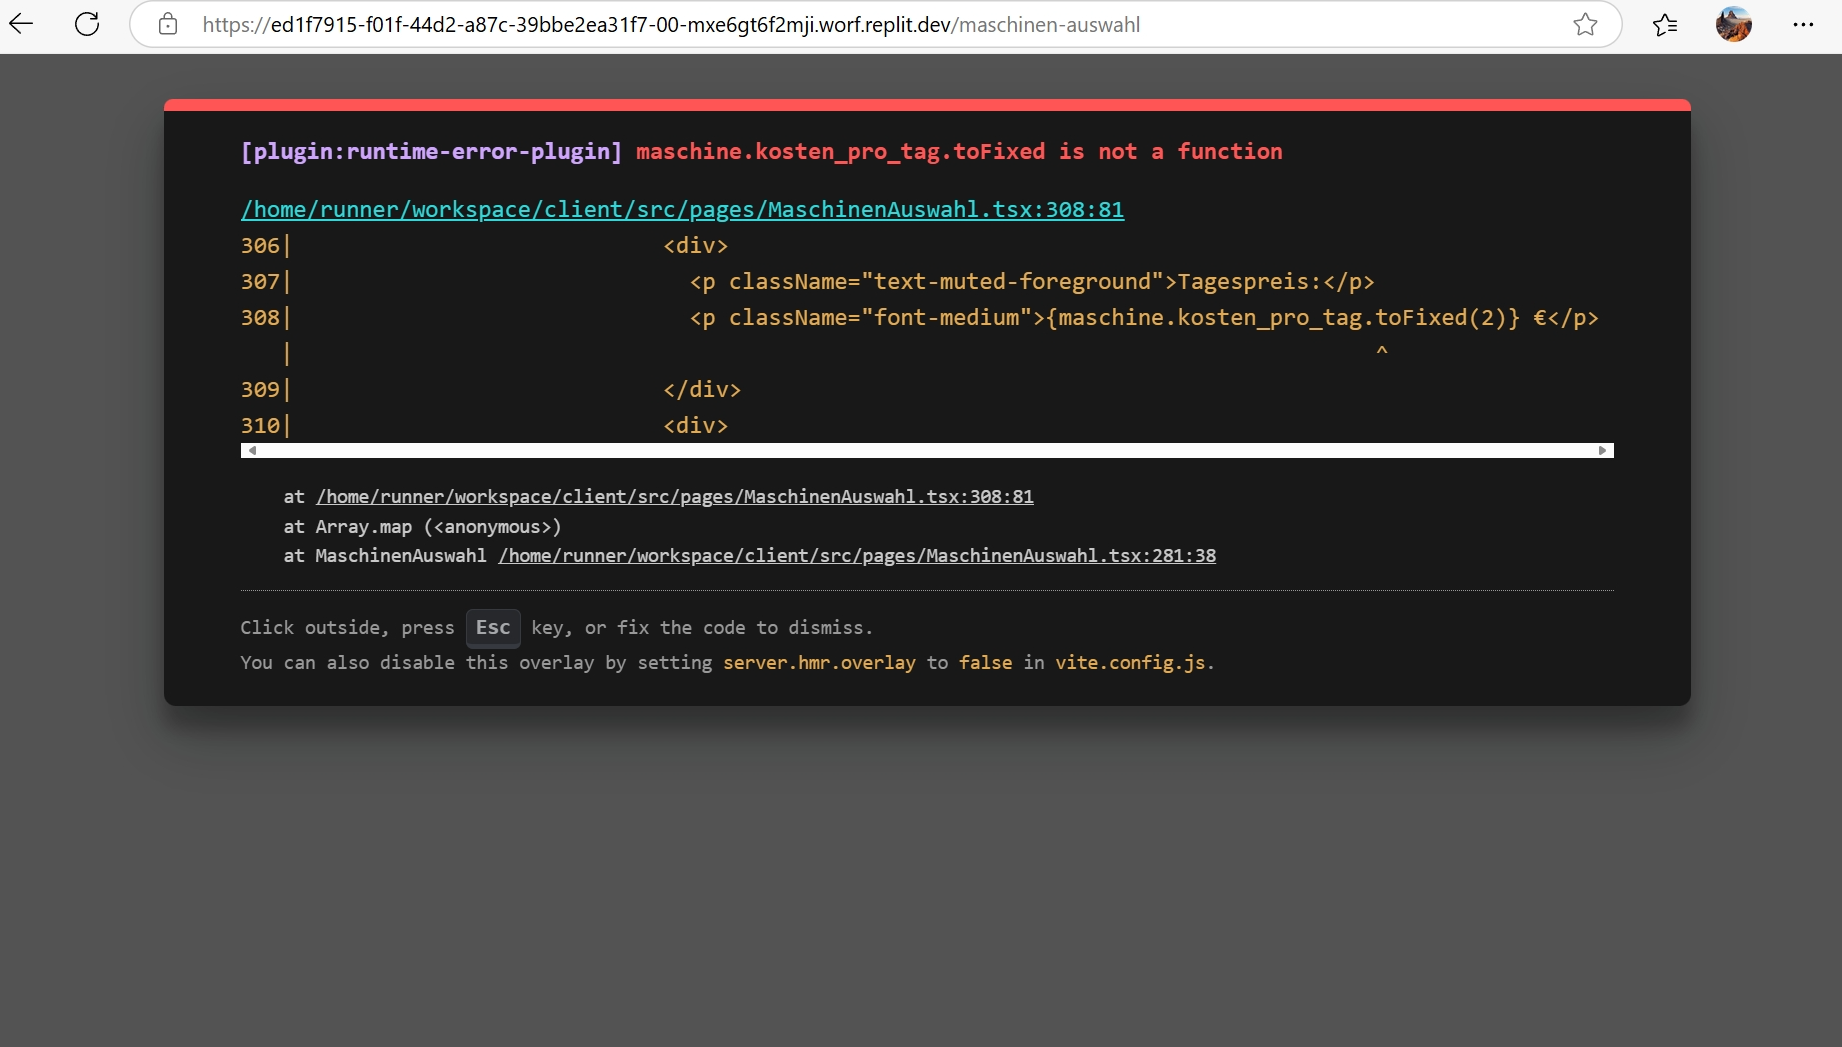 https://ed1f7915-f01f-44d2-a87c-39bbe2ea31f7-00-mxe6gt6f2mji.worf.replit.dev/maschinen-auswahl
[plugin:runtime-error-plugin] maschine.kosten_pro_tag.toFixed is not a function
/home/runner/workspace/client/src/pages/MaschinenAuswahl.tsx:308:81
306|                            <div>
307|                              <p className="text-muted-foreground">Tagespreis:</p>
308|                              <p className="font-medium">{maschine.kosten_pro_tag.toFixed(2)} €</p>
   |                                                                                  ^
309|                            </div>
310|                            <div>
at /home/runner/workspace/client/src/pages/MaschinenAuswahl.tsx:308:81
at Array.map (<anonymous>)
at MaschinenAuswahl /home/runner/workspace/client/src/pages/MaschinenAuswahl.tsx:281:38
Click outside, press Esc key, or fix the code to dismiss.
You can also disable this overlay by setting server.hmr.overlay to false in vite.config.js.